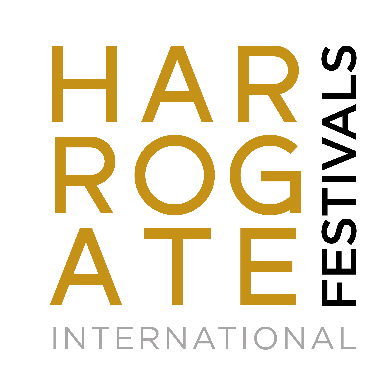 HAR
ROG
ATE
INTERNATIONAL
FESTIVALS